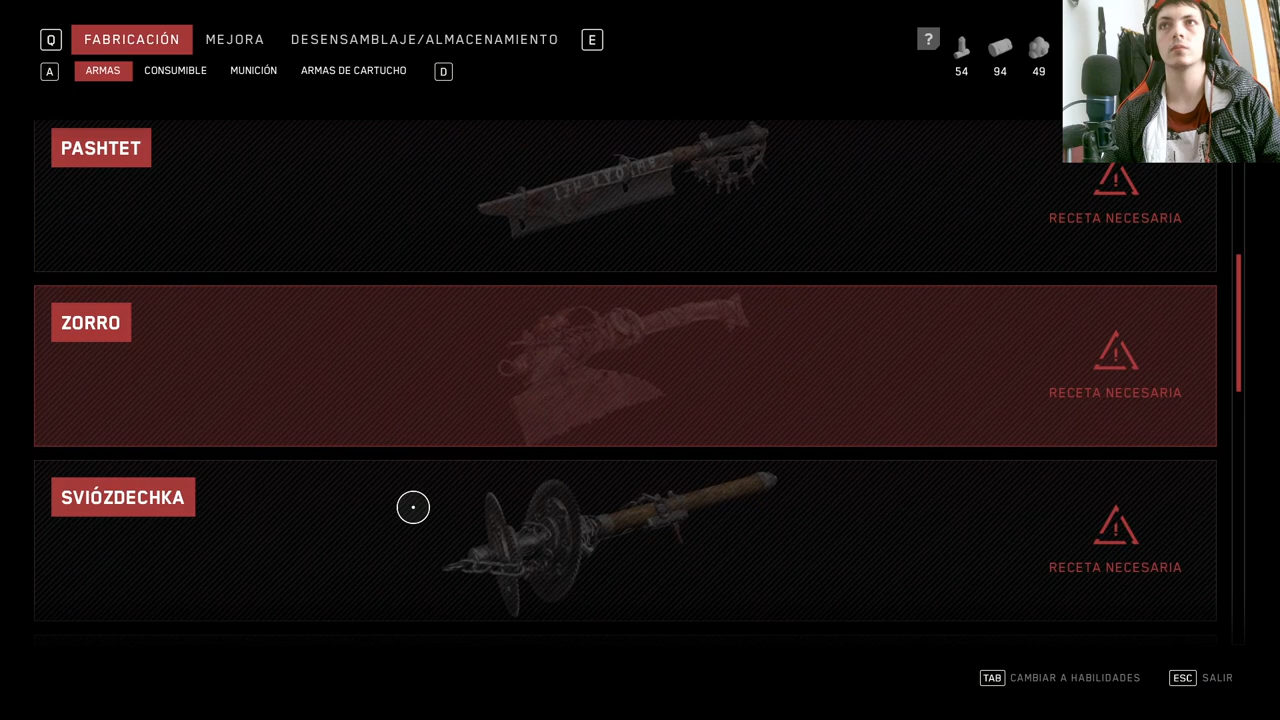 Q FABRICACIÓN MEJORA DESENSAMBLAJE/ALMACENAMIENTO E
?
A ARMAS CONSUMIBLE MUNICIÓN ARMAS DE CARTUCHO D
54 94 49
PASHTET
RECETA NECESARIA
ZORRO
RECETA NECESARIA
SVIÓZDECHKA
RECETA NECESARIA
TAB CAMBIAR A HABILIDADES ESC SALIR